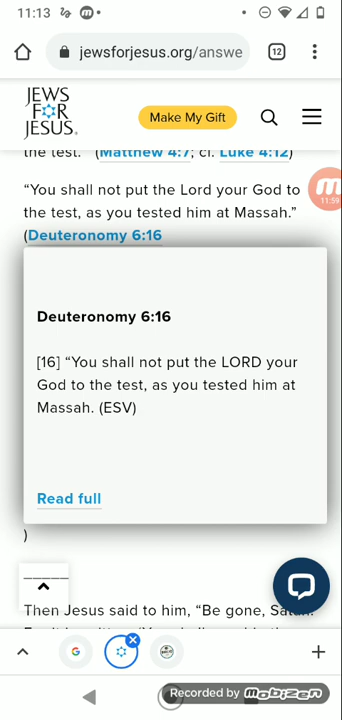 11:13
jewsforjesus.org/answe
12
JEWS
FOR
JESUS®
Make My Gift
the test.” (Matthew 4:7; cf. Luke 4:12)
“You shall not put the Lord your God to
the test, as you tested him at Massah.”
(Deuteronomy 6:16
11:59
Deuteronomy 6:16
[16] “You shall not put the LORD your
God to the test, as you tested him at
Massah. (ESV)
Read full
)
Then Jesus said to him, “Be gone, Satan!
Recorded by mobizen